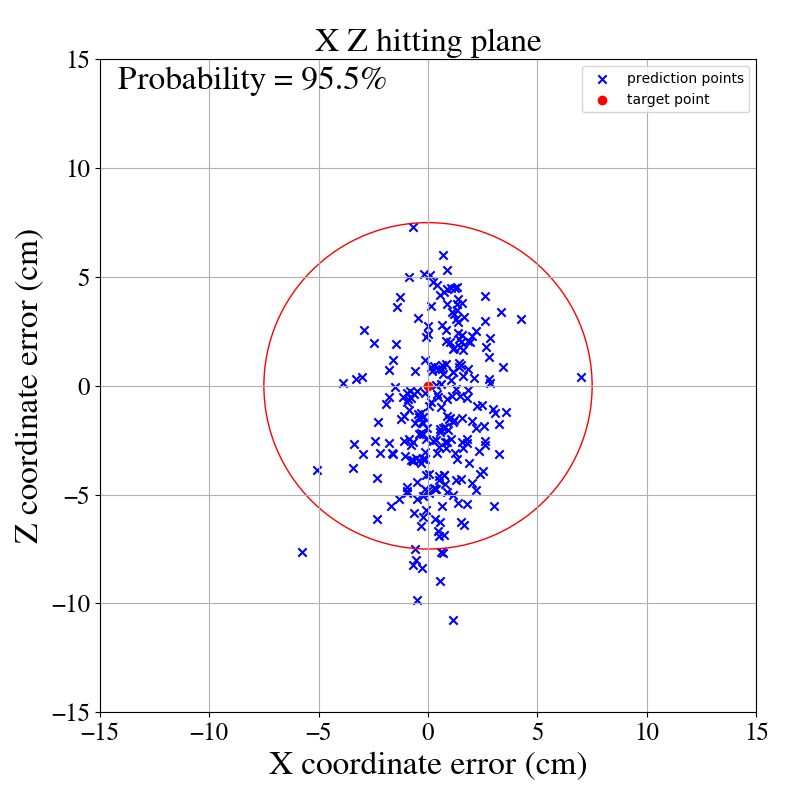 X Z hitting plane
Probability = 95.5%
prediction points
target point
15
10
5
0
−5
−10
−15
Z coordinate error (cm)
−15 −10 −5 0 5 10 15
X coordinate error (cm)